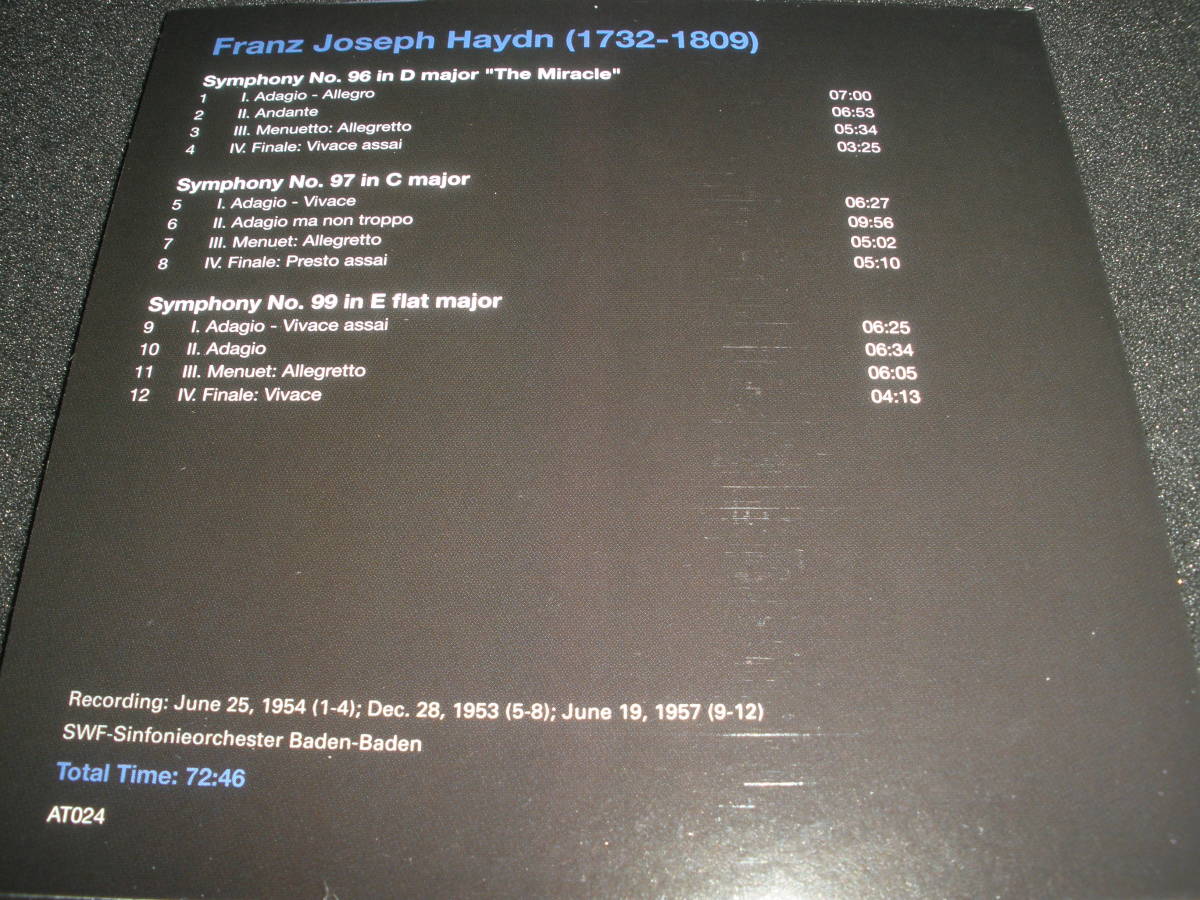 Franz Joseph Haydn (1732-1809)
Symphony No. 96 in D major "The Miracle"
1 I. Adagio - Allegro 07:00
2 II. Andante 06:53
3 III. Menuetto: Allegretto 05:34
4 IV. Finale: Vivace assai 03:25
Symphony No. 97 in C major
5 I. Adagio - Vivace 06:27
6 II. Adagio ma non troppo 09:56
7 III. Menuet: Allegretto 05:02
8 IV. Finale: Presto assai 05:10
Symphony No. 99 in E flat major
9 I. Adagio - Vivace assai 06:25
10 II. Adagio 06:34
11 III. Menuet: Allegretto 06:05
12 IV. Finale: Vivace 04:13
Recording: June 25, 1954 (1-4); Dec. 28, 1953 (5-8); June 19, 1957 (9-12)
SWF-Sinfonieorchester Baden-Baden
Total Time: 72:46
AT024